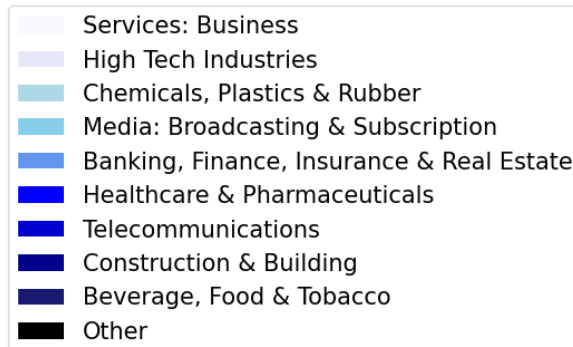 Services: Business
High Tech Industries
Chemicals, Plastics & Rubber
Media: Broadcasting & Subscription
Banking, Finance, Insurance & Real Estate
Healthcare & Pharmaceuticals
Telecommunications
Construction & Building
Beverage, Food & Tobacco
Other